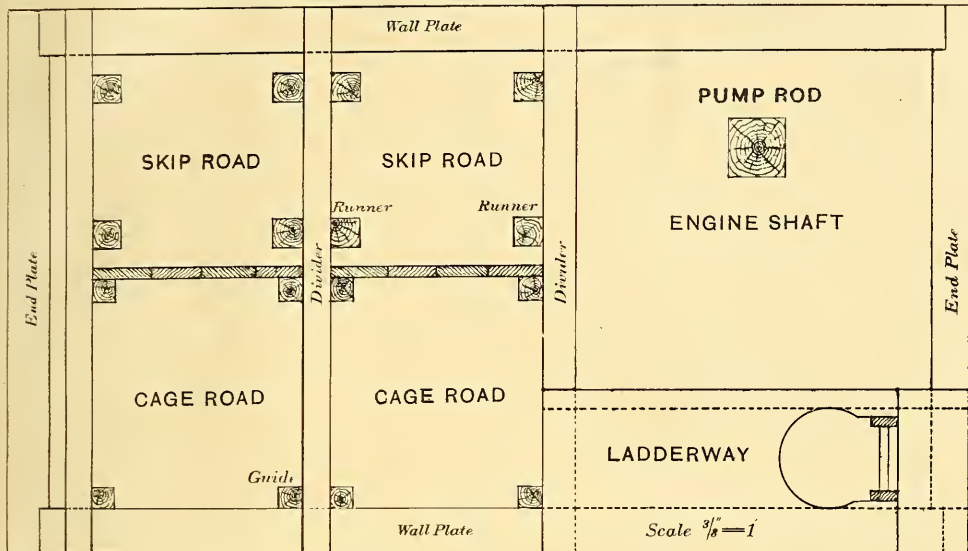 Wall Plate
PUMP ROD
SKIP ROAD
SKIP ROAD
Runner
Runner
ENGINE SHAFT
End Plate
Divider
Divider
End Plate
CAGE ROAD
CAGE ROAD
LADDERWAY
Guide
Wall Plate
Scale 3/8"=1'